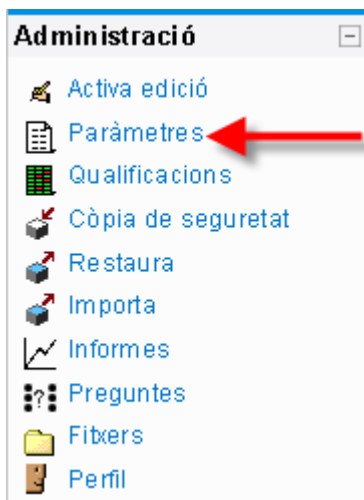 Administració
Activa edició
Paràmetres
Qualificacions
Còpia de seguretat
Restaura
Importa
Informes
Preguntes
Fitxers
Perfil